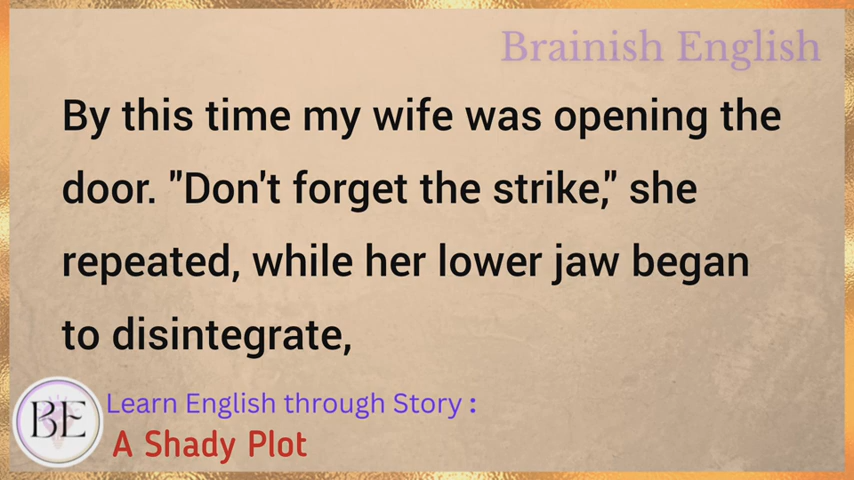 Brainish English
By this time my wife was opening the
door. "Don't forget the strike," she
repeated, while her lower jaw began
to disintegrate,
BE
Learn English through Story :
A Shady Plot